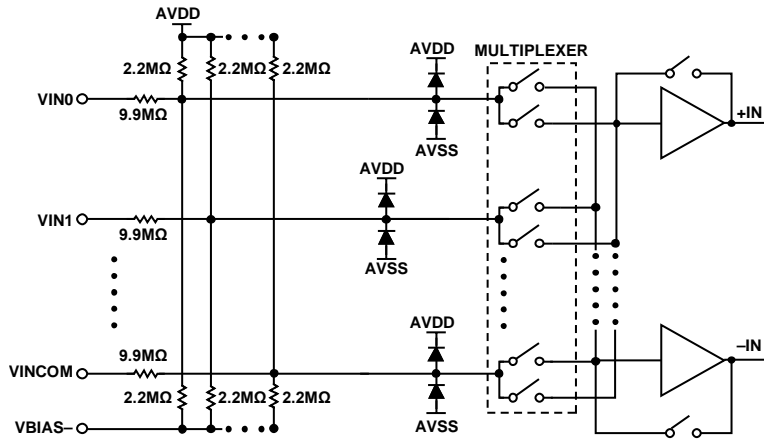 AVDD
2.2MΩ 2.2MΩ 2.2MΩ
AVDD
MULTIPLEXER
VIN0
9.9MΩ
AVSS
+IN
AVDD
VIN1
9.9MΩ
AVSS
AVDD
–IN
9.9MΩ
VINCOM
2.2MΩ 2.2MΩ 2.2MΩ
AVSS
VBIAS–